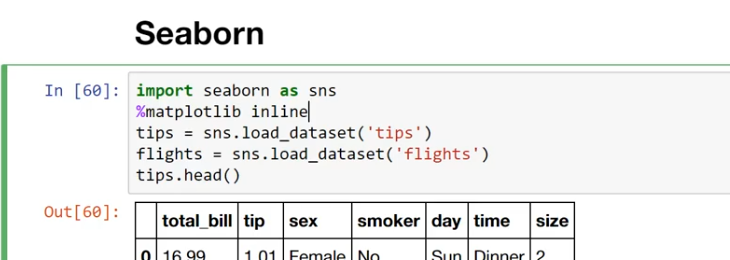 Seaborn
In [60]: import seaborn as sns
%matplotlib inline
tips = sns.load_dataset('tips')
flights = sns.load_dataset('flights')
tips.head()
Out[60]: total_bill tip sex smoker day time size
0 16.99 1.01 Female No Sun Dinner 2